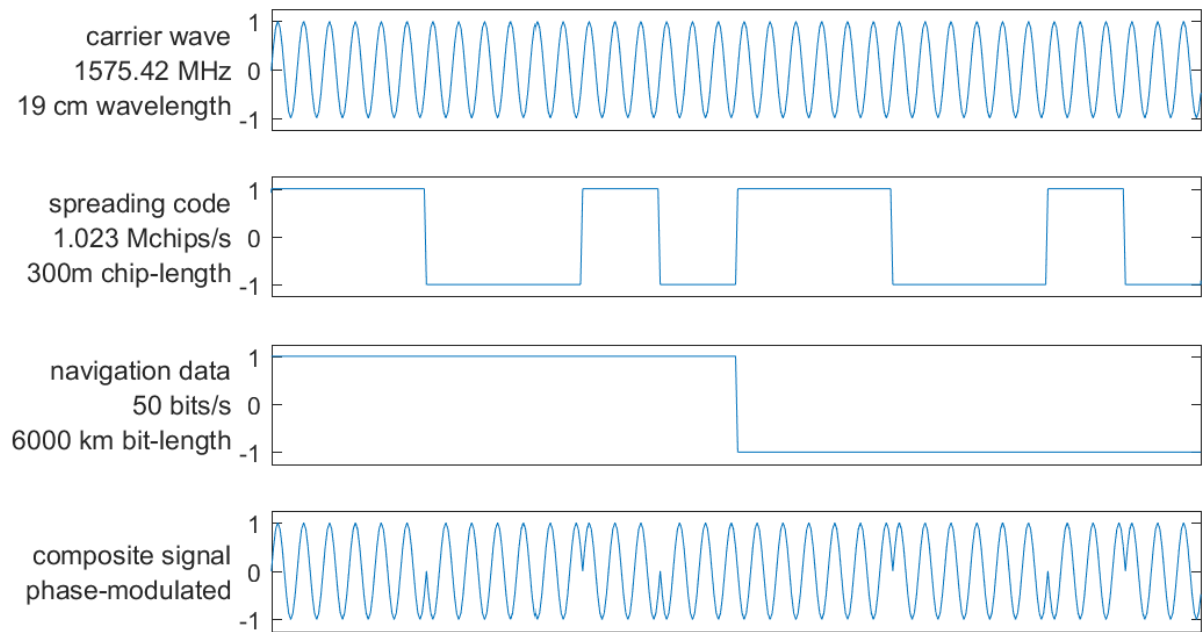 carrier wave
1575.42 MHz
19 cm wavelength
1
0
-1
spreading code
1.023 Mchips/s
300m chip-length
1
0
-1
navigation data
50 bits/s
6000 km bit-length
1
0
-1
composite signal
phase-modulated
1
0
-1